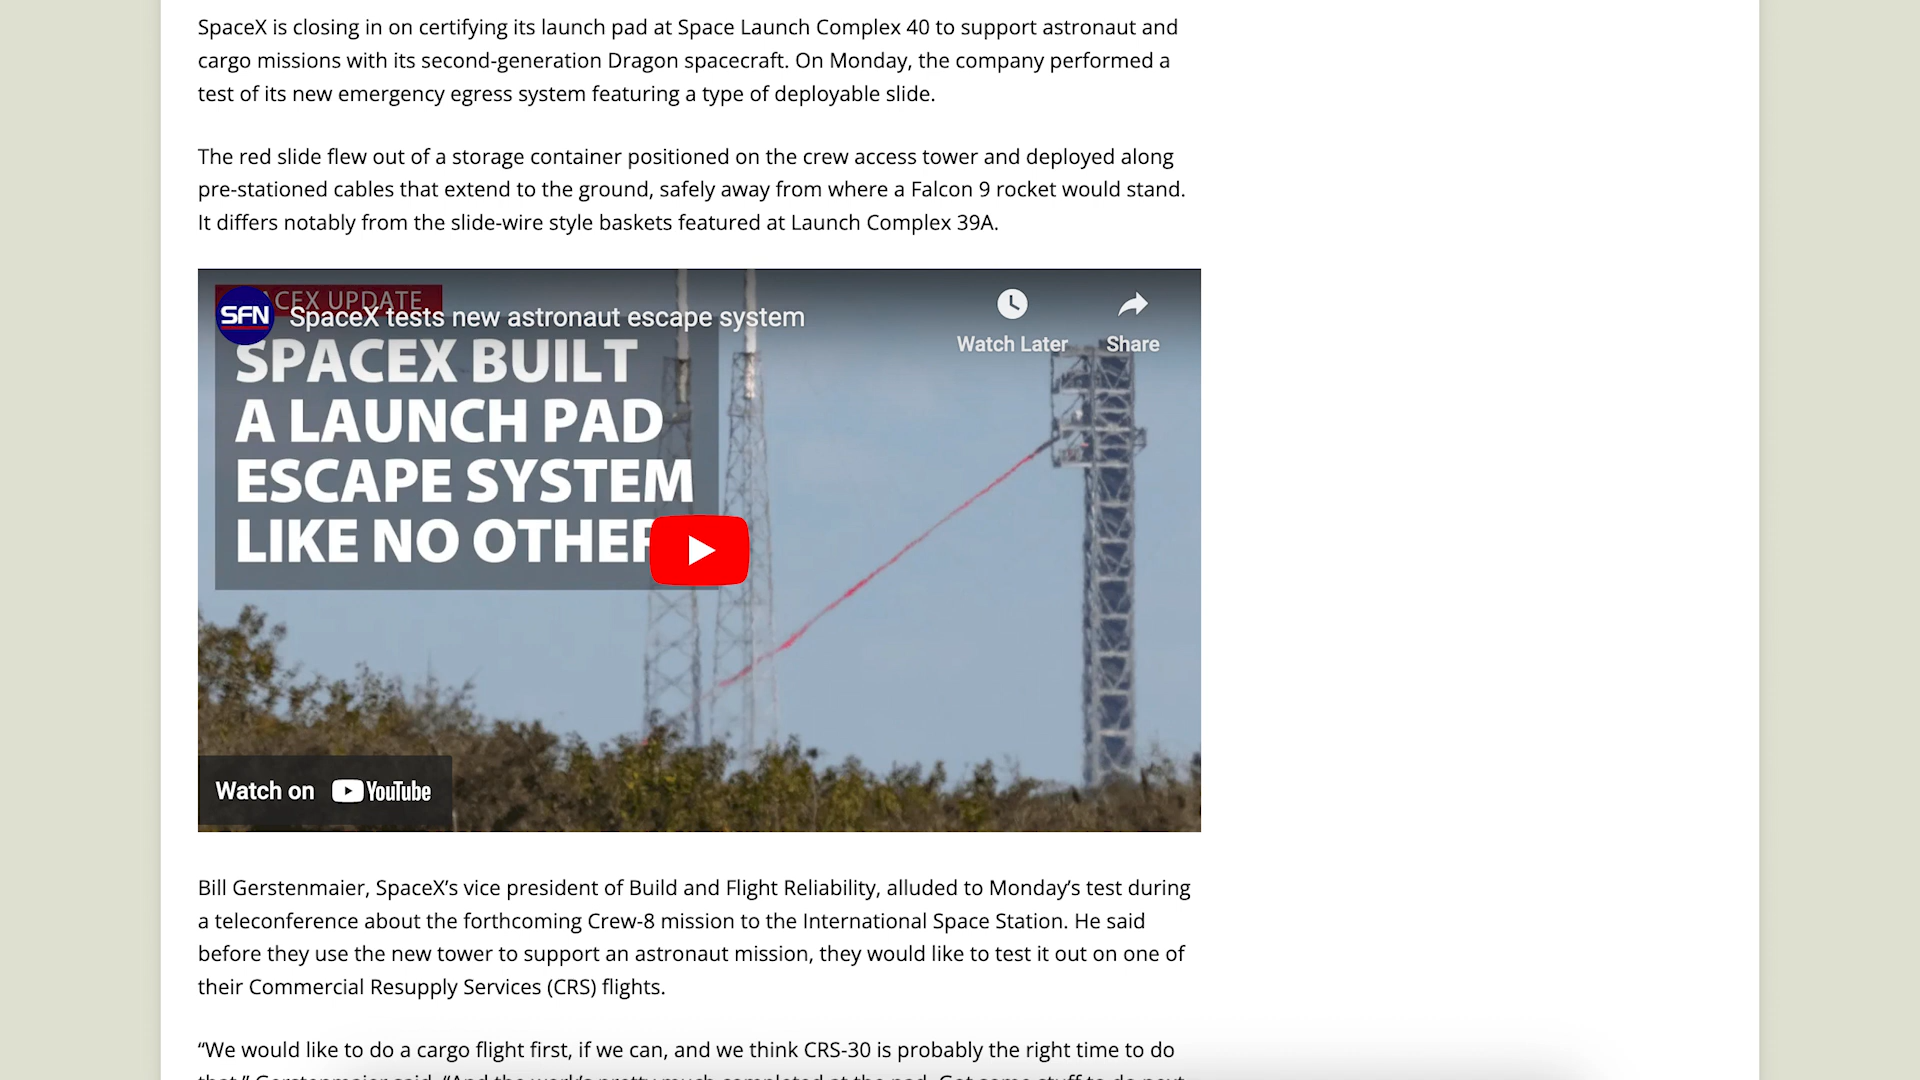 SpaceX is closing in on certifying its launch pad at Space Launch Complex 40 to support astronaut and
cargo missions with its second-generation Dragon spacecraft. On Monday, the company performed a
test of its new emergency egress system featuring a type of deployable slide.
The red slide flew out of a storage container positioned on the crew access tower and deployed along
pre-stationed cables that extend to the ground, safely away from where a Falcon 9 rocket would stand.
It differs notably from the slide-wire style baskets featured at Launch Complex 39A.
UPDATE
SFN SpaceX tests new astronaut escape system
Watch Later Share
SPACEX BUILT
A LAUNCH PAD
ESCAPE SYSTEM
LIKE NO OTHER
Watch on YouTube
Bill Gerstenmaier, SpaceX’s vice president of Build and Flight Reliability, alluded to Monday’s test during
a teleconference about the forthcoming Crew-8 mission to the International Space Station. He said
before they use the new tower to support an astronaut mission, they would like to test it out on one of
their Commercial Resupply Services (CRS) flights.
“We would like to do a cargo flight first, if we can, and we think CRS-30 is probably the right time to do